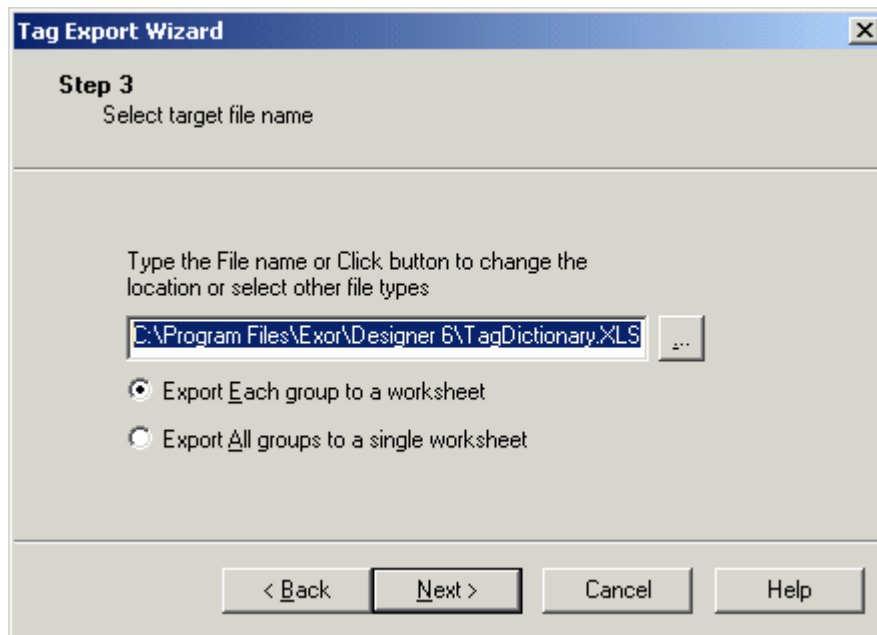 Tag Export Wizard
Step 3
Select target file name
Type the File name or Click button to change the
location or select other file types
C:\Program Files\Exor\Designer 6\TagDictionary.XLS ...
Export Each group to a worksheet
Export All groups to a single worksheet
< Back Next > Cancel Help